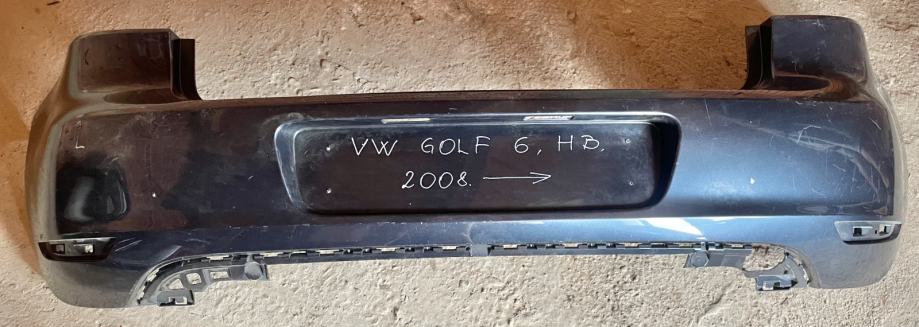 VW GOLF 6, HB.
2008. →